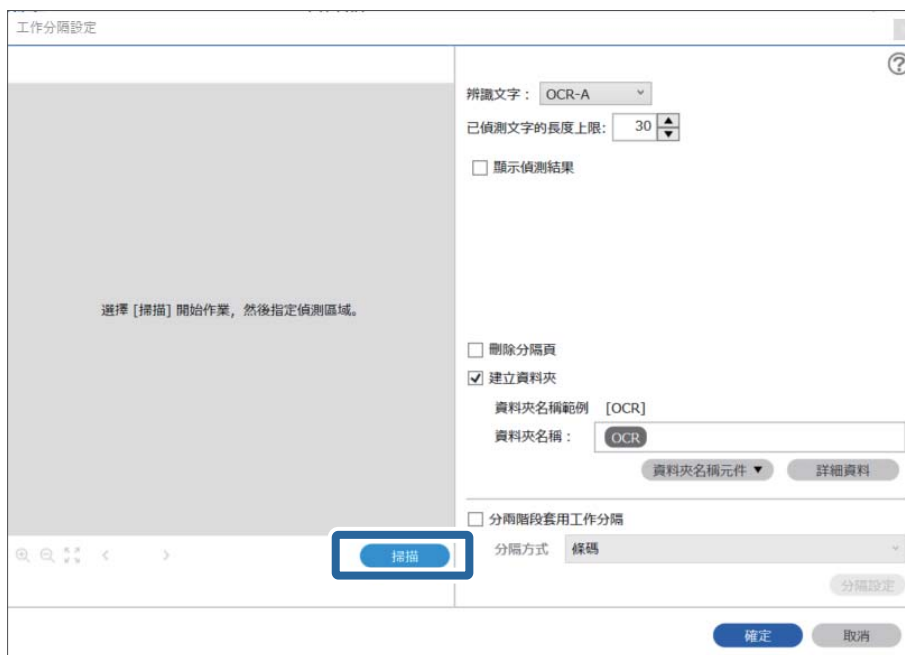 工作分隔設定
辨識文字： OCR-A
已偵測文字的長度上限： 30
顯示偵測結果
選擇 [掃描] 開始作業，然後指定偵測區域。
刪除分隔頁
建立資料夾
資料夾名稱範例 [OCR]
資料夾名稱： OCR
資料夾名稱元件▼ 詳細資料
分兩階段套用工作分隔
掃描
分隔方式 條碼
分隔設定
確定 取消